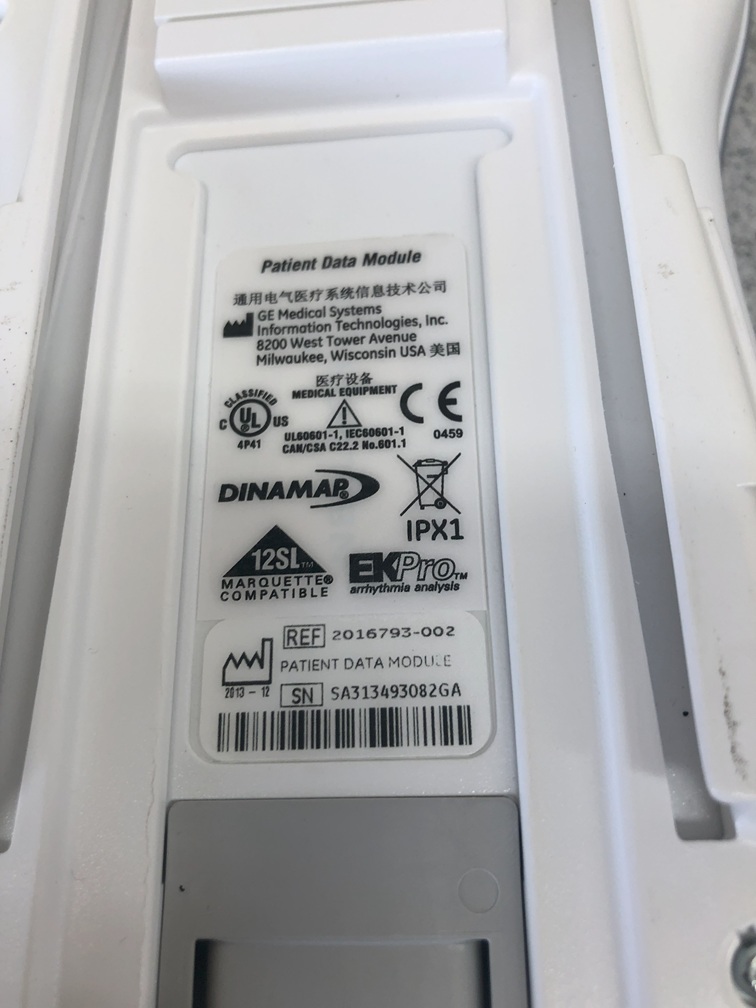 Patient Data Module
通用电气医疗系统信息技术公司
GE Medical Systems
Information Technologies, Inc.
8200 West Tower Avenue
Milwaukee, Wisconsin USA 美国
医疗设备
MEDICAL EQUIPMENT
CLASSIFIED
C UL US
4P41
UL60601-1, IEC60601-1
CAN/CSA C22.2 No.601.1
CE
0459
DINAMAP®
IPX1
12SL™
MARQUETTE®
COMPATIBLE
EK-Pro™
arrhythmia analysis
REF 2016793-002
PATIENT DATA MODULE
2013-12
SN SA313493082GA